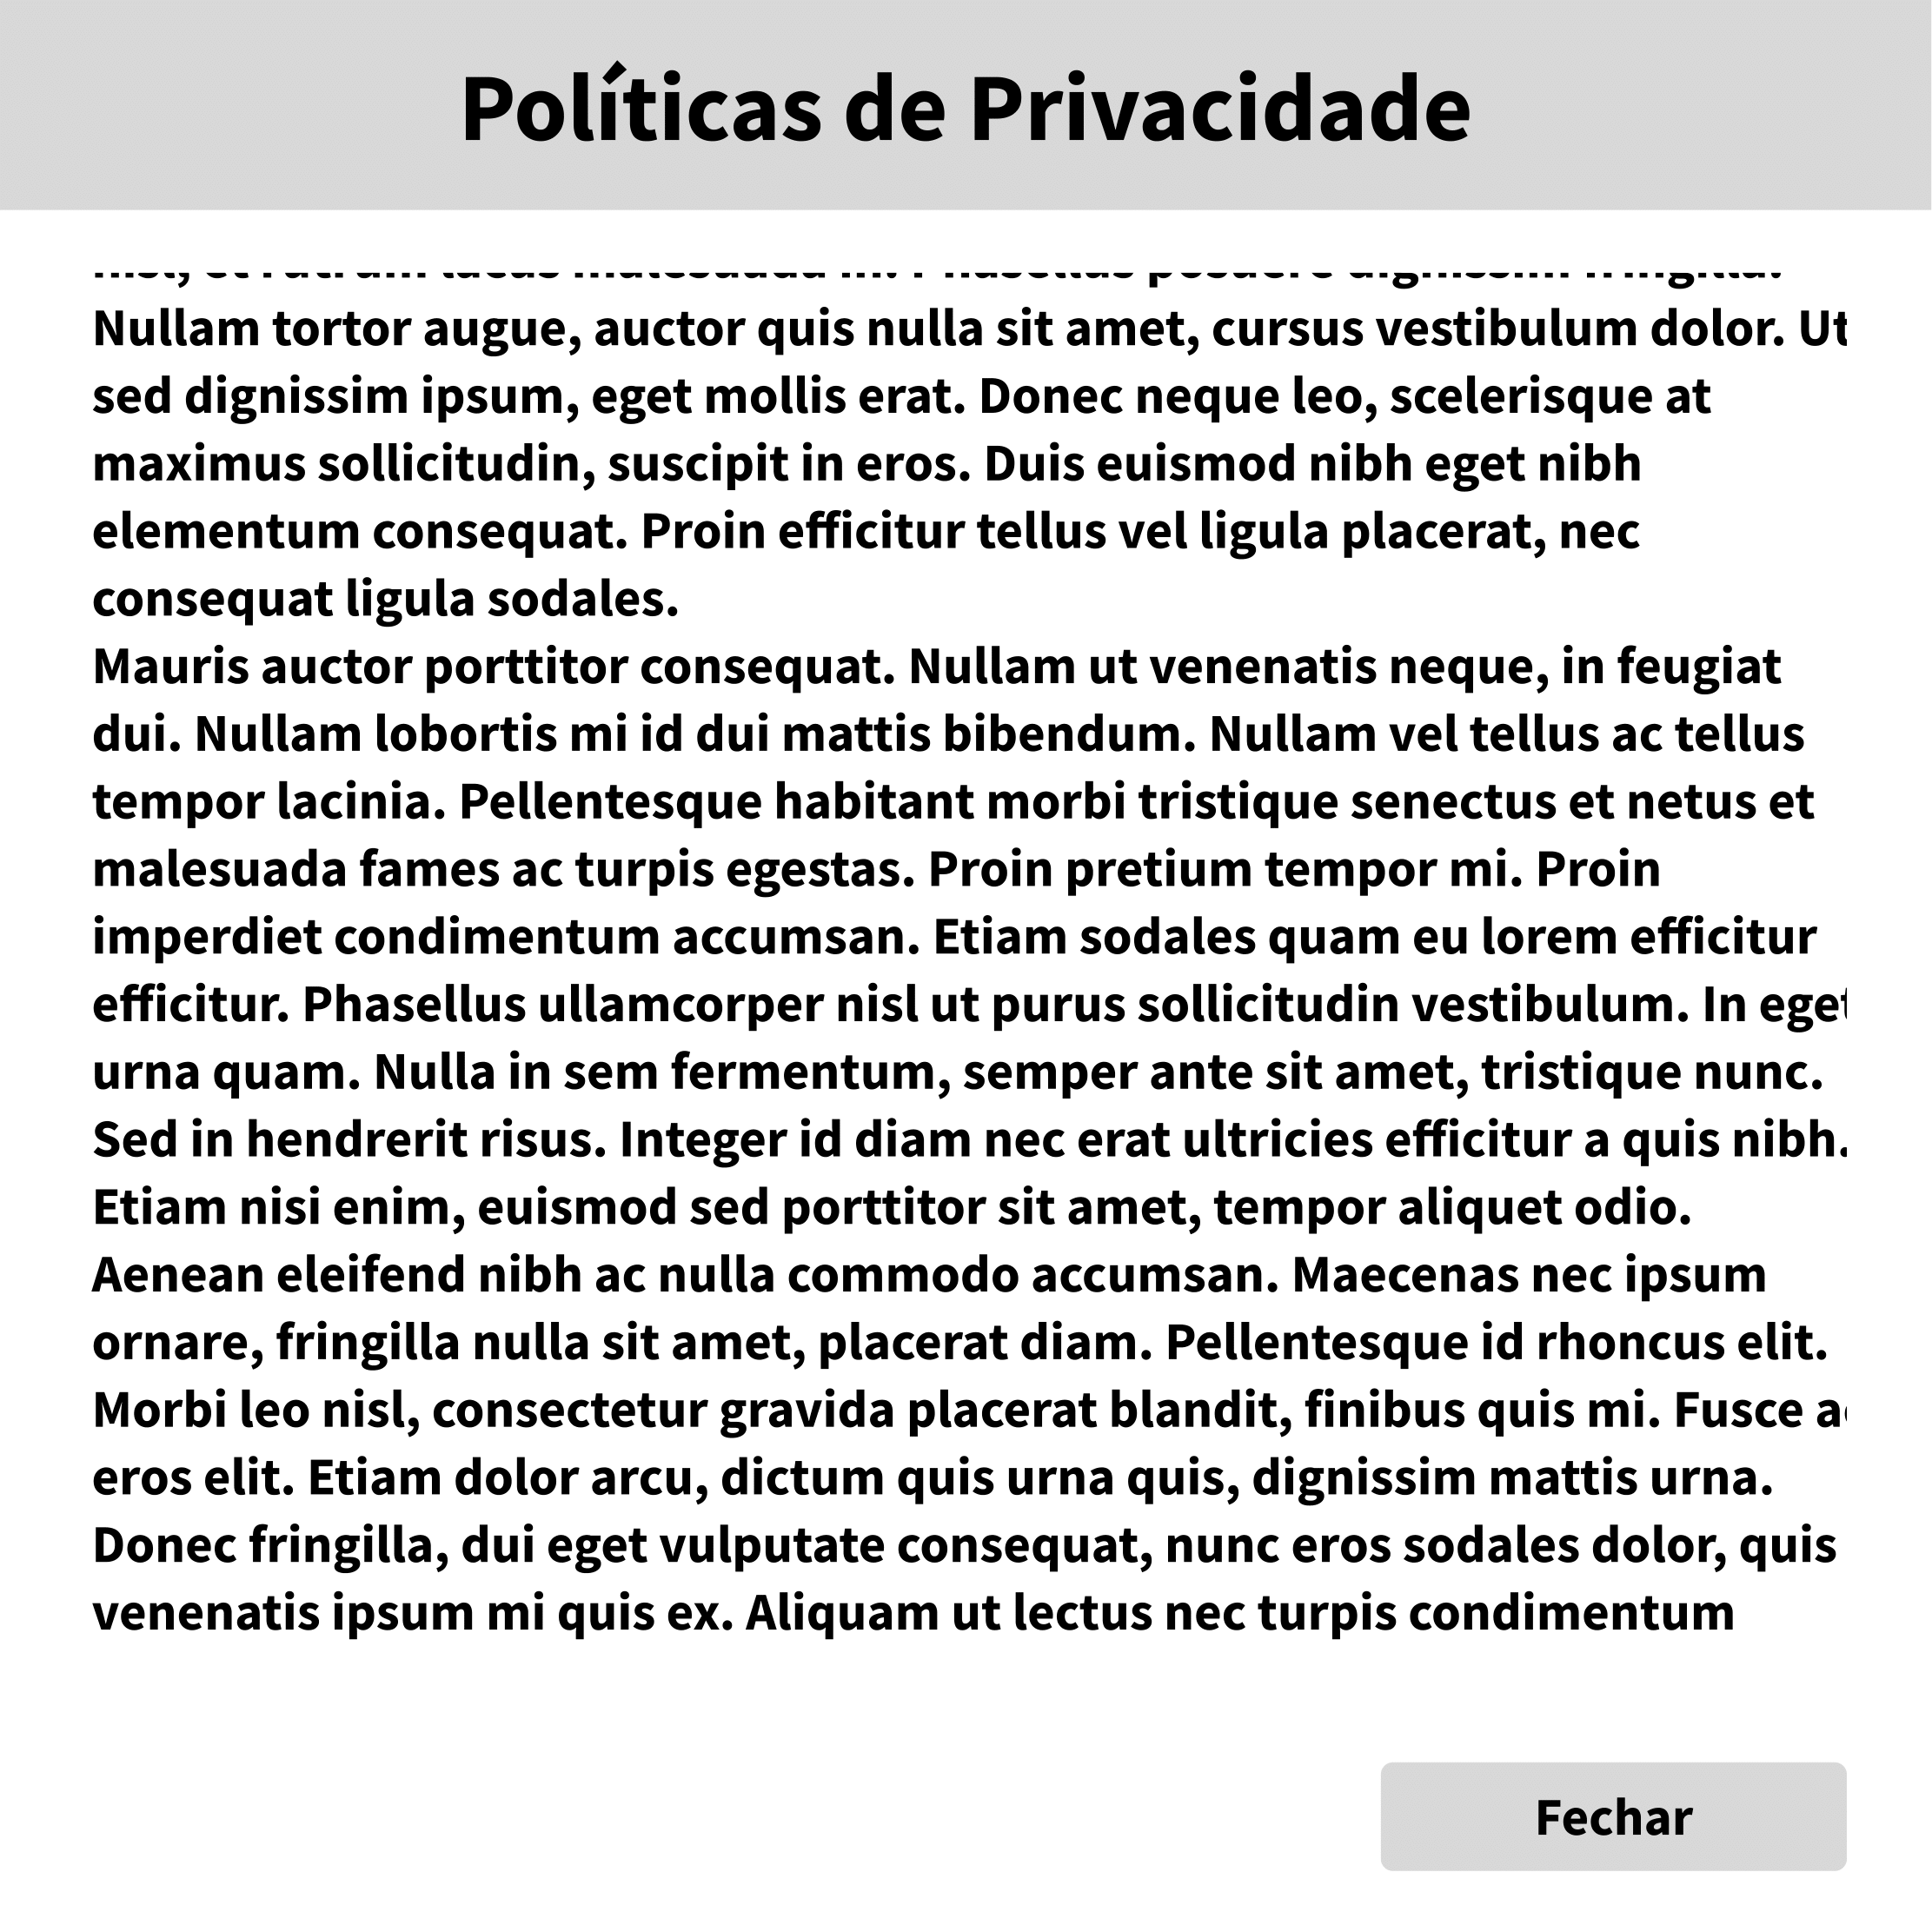 Políticas de Privacidade
Nullam tortor augue, auctor quis nulla sit amet, cursus vestibulum dolor. Ut
sed dignissim ipsum, eget mollis erat. Donec neque leo, scelerisque at
maximus sollicitudin, suscipit in eros. Duis euismod nibh eget nibh
elementum consequat. Proin efficitur tellus vel ligula placerat, nec
consequat ligula sodales.
Mauris auctor porttitor consequat. Nullam ut venenatis neque, in feugiat
dui. Nullam lobortis mi id dui mattis bibendum. Nullam vel tellus ac tellus
tempor lacinia. Pellentesque habitant morbi tristique senectus et netus et
malesuada fames ac turpis egestas. Proin pretium tempor mi. Proin
imperdiet condimentum accumsan. Etiam sodales quam eu lorem efficitur
efficitur. Phasellus ullamcorper nisl ut purus sollicitudin vestibulum. In eget
urna quam. Nulla in sem fermentum, semper ante sit amet, tristique nunc.
Sed in hendrerit risus. Integer id diam nec erat ultricies efficitur a quis nibh.
Etiam nisi enim, euismod sed porttitor sit amet, tempor aliquet odio.
Aenean eleifend nibh ac nulla commodo accumsan. Maecenas nec ipsum
ornare, fringilla nulla sit amet, placerat diam. Pellentesque id rhoncus elit.
Morbi leo nisl, consectetur gravida placerat blandit, finibus quis mi. Fusce
eros elit. Etiam dolor arcu, dictum quis urna quis, dignissim mattis urna.
Donec fringilla, dui eget vulputate consequat, nunc eros sodales dolor, quis
venenatis ipsum mi quis ex. Aliquam ut lectus nec turpis condimentum
Fechar